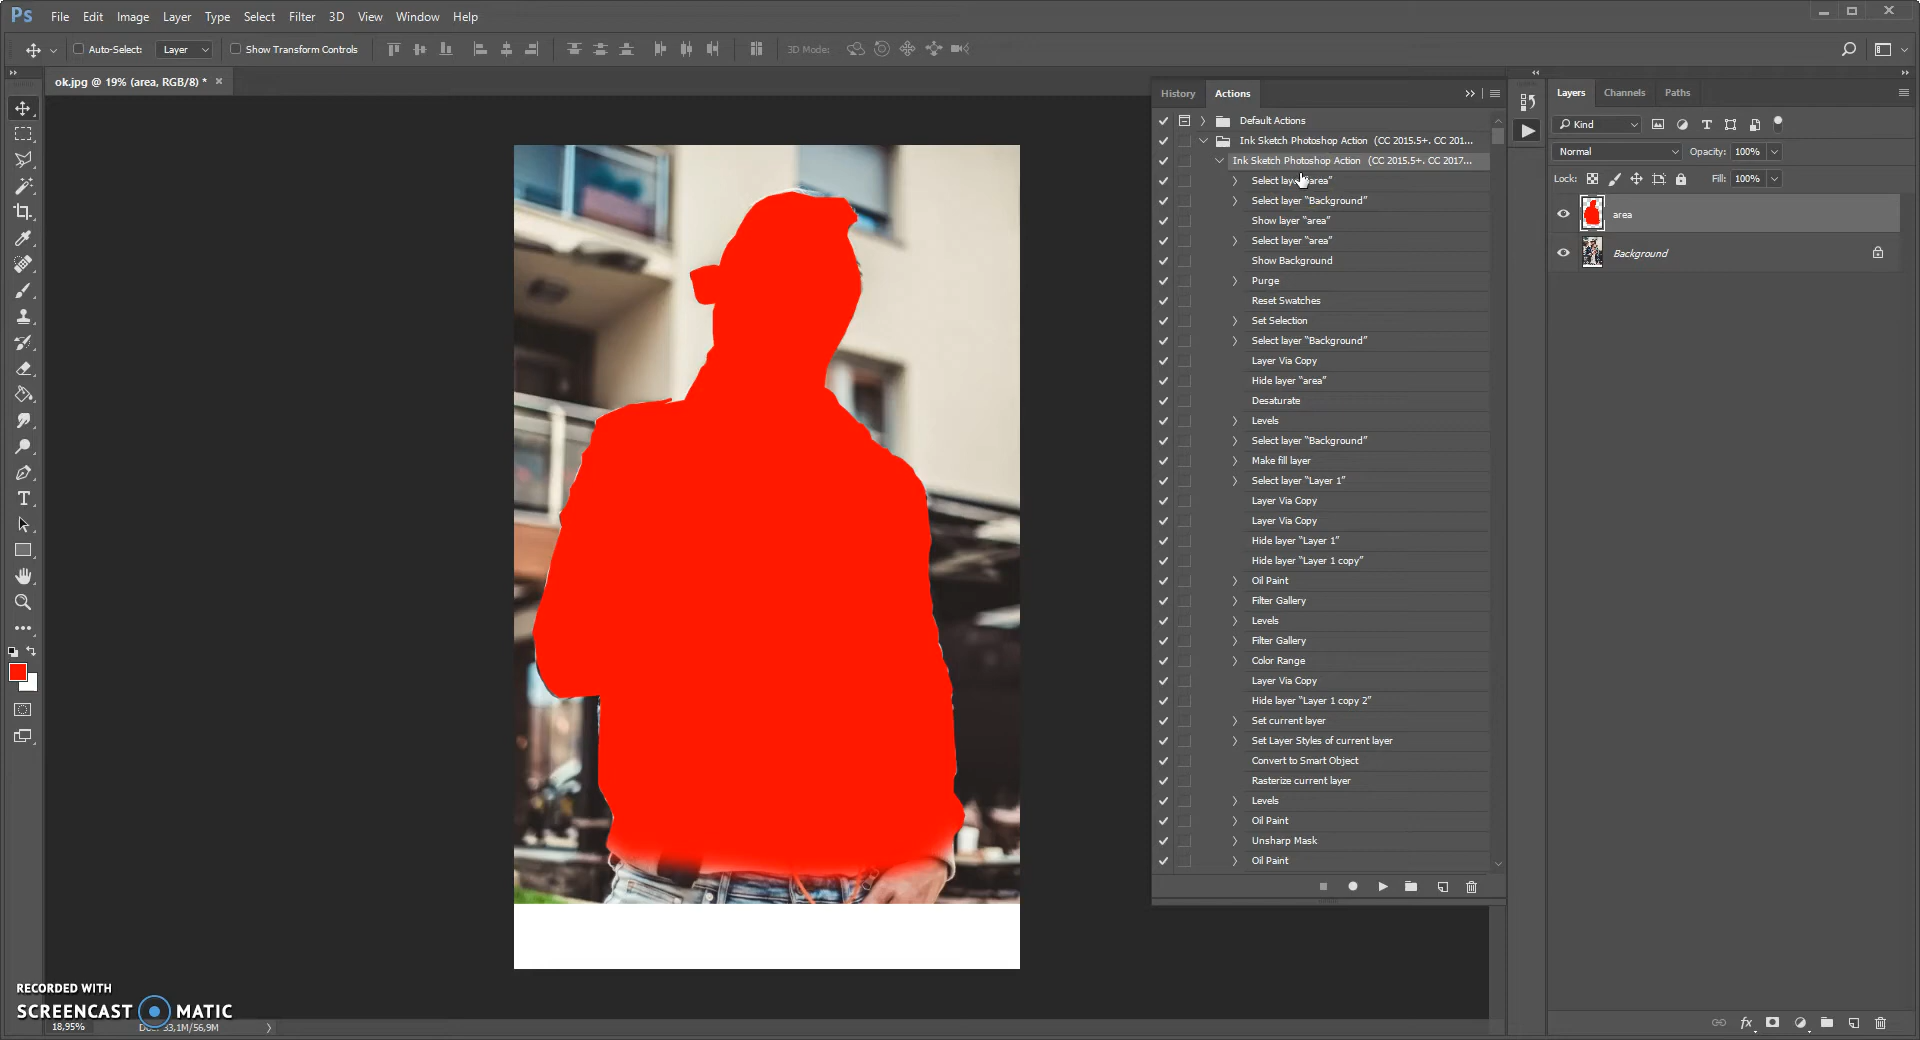 Ps File Edit Image Layer Type Select Filter 3D View Window Help
Auto-Select: Layer Show Transform Controls 3D Mode:
ok.jpg @ 19% (area, RGB/8) * ×
History Actions
Default Actions
Ink Sketch Photoshop Action (CC 2015.5+. CC 201...
Ink Sketch Photoshop Action (CC 2015.5+. CC 2017...
Select layer “area”
Select layer “Background”
Show layer “area”
Select layer “area”
Show Background
Purge
Reset Swatches
Set Selection
Select layer “Background”
Layer Via Copy
Hide layer “area”
Desaturate
Levels
Select layer “Background”
Make fill layer
Select layer “Layer 1”
Layer Via Copy
Layer Via Copy
Hide layer “Layer 1”
Hide layer “Layer 1 copy”
Oil Paint
Filter Gallery
Levels
Filter Gallery
Color Range
Layer Via Copy
Hide layer “Layer 1 copy 2”
Set current layer
Set Layer Styles of current layer
Convert to Smart Object
Rasterize current layer
Levels
Oil Paint
Unsharp Mask
Oil Paint
Layers Channels Paths
Kind
Normal Opacity: 100%
Lock: Fill: 100%
area
Background
RECORDED WITH
SCREENCAST MATIC
18,95% 33,1M/56,9M